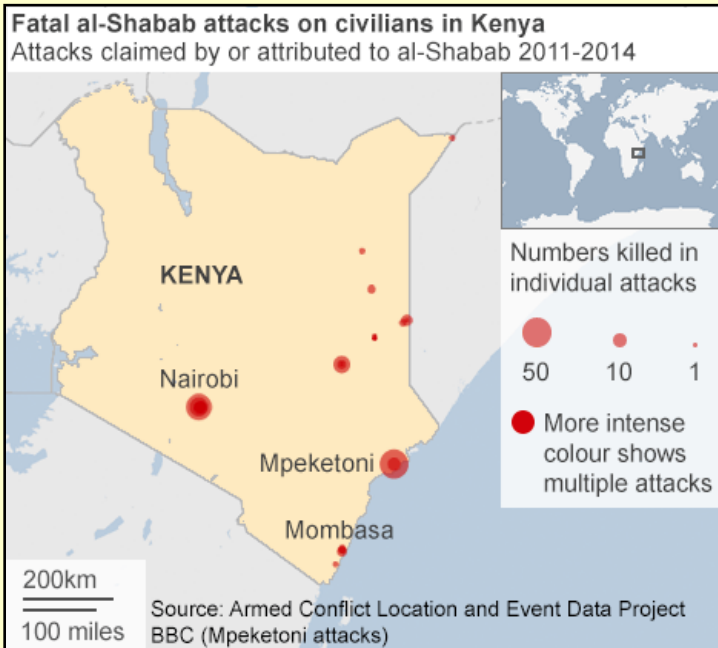 Fatal al-Shabab attacks on civilians in Kenya
Attacks claimed by or attributed to al-Shabab 2011-2014
KENYA
Nairobi
Mpeketoni
Mombasa
Numbers killed in
individual attacks
50 10 1
More intense
colour shows
multiple attacks
200km
100 miles
Source: Armed Conflict Location and Event Data Project
BBC (Mpeketoni attacks)